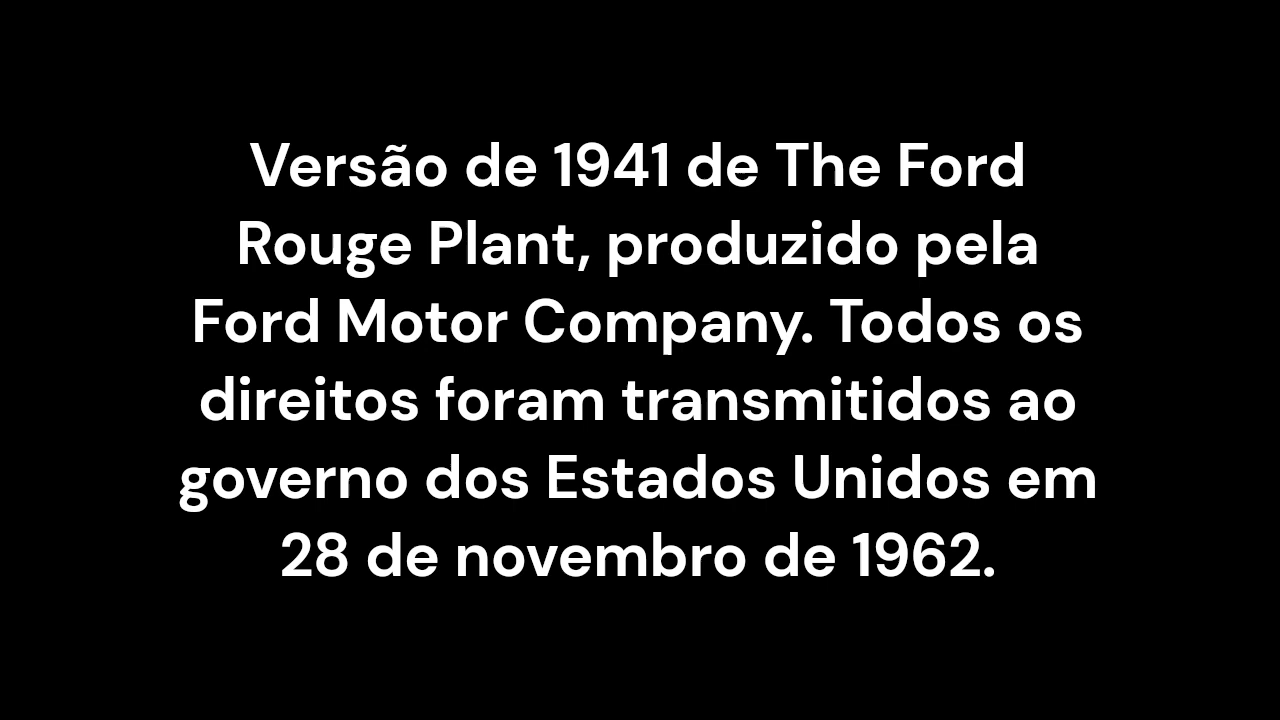 Versão de 1941 de The Ford
Rouge Plant, produzido pela
Ford Motor Company. Todos os
direitos foram transmitidos ao
governo dos Estados Unidos em
28 de novembro de 1962.